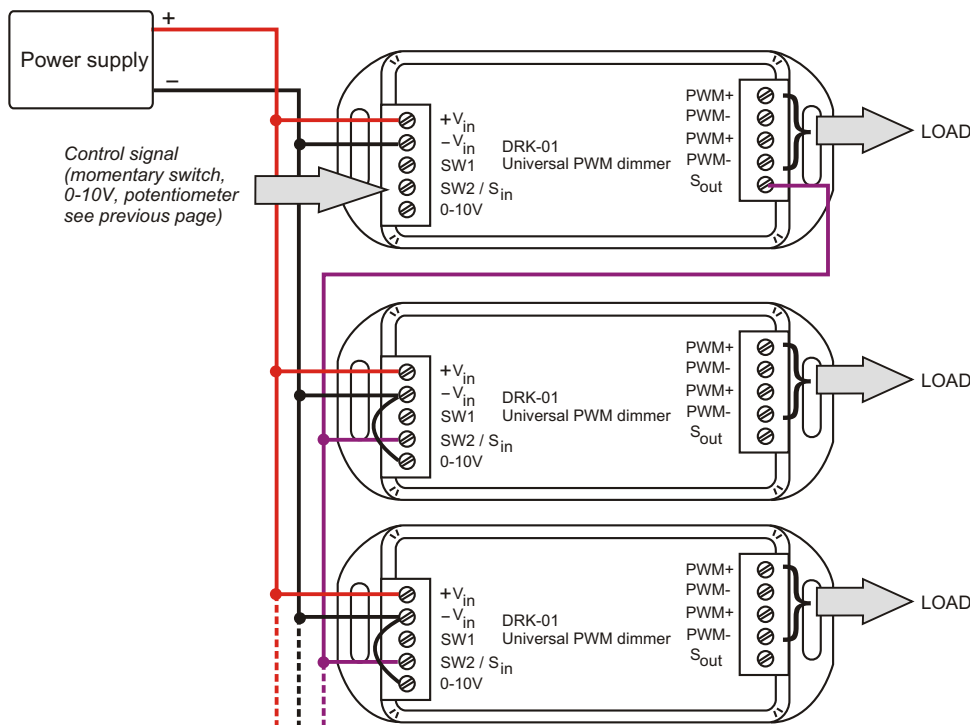 +
Power supply
−
Control signal
(momentary switch,
0-10V, potentiometer
see previous page)
+Vin
−Vin
SW1
SW2 / Sin
0-10V
DRK-01
Universal PWM dimmer
PWM+
PWM-
PWM+
PWM-
Sout
LOAD
+Vin
−Vin
SW1
SW2 / Sin
0-10V
DRK-01
Universal PWM dimmer
PWM+
PWM-
PWM+
PWM-
Sout
LOAD
+Vin
−Vin
SW1
SW2 / Sin
0-10V
DRK-01
Universal PWM dimmer
PWM+
PWM-
PWM+
PWM-
Sout
LOAD